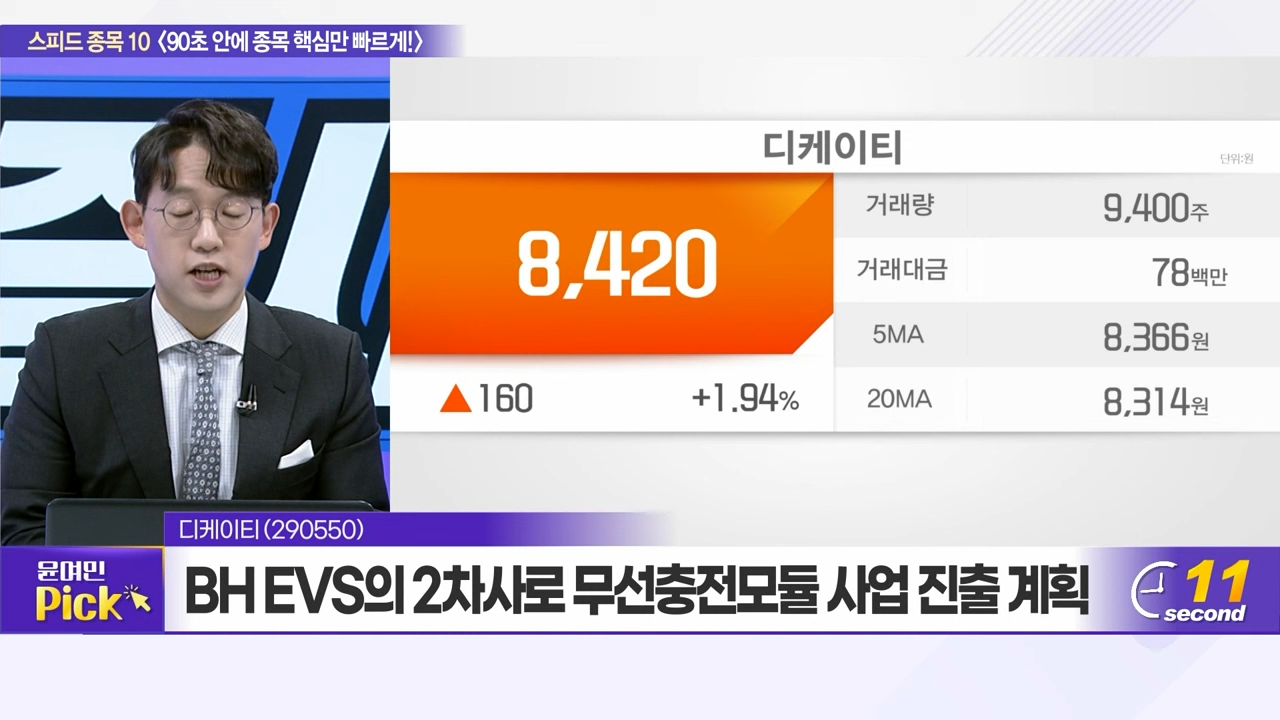 스피드 종목 10 〈90초 안에 종목 핵심만 빠르게!〉
디케이티
단위:원
8,420
▲160 +1.94%
거래량 9,400주
거래대금 78백만
5MA 8,366원
20MA 8,314원
디케이티(290550)
윤여민
Pick
BH EVS의 2차사로 무선충전모듈 사업 진출 계획
11
second